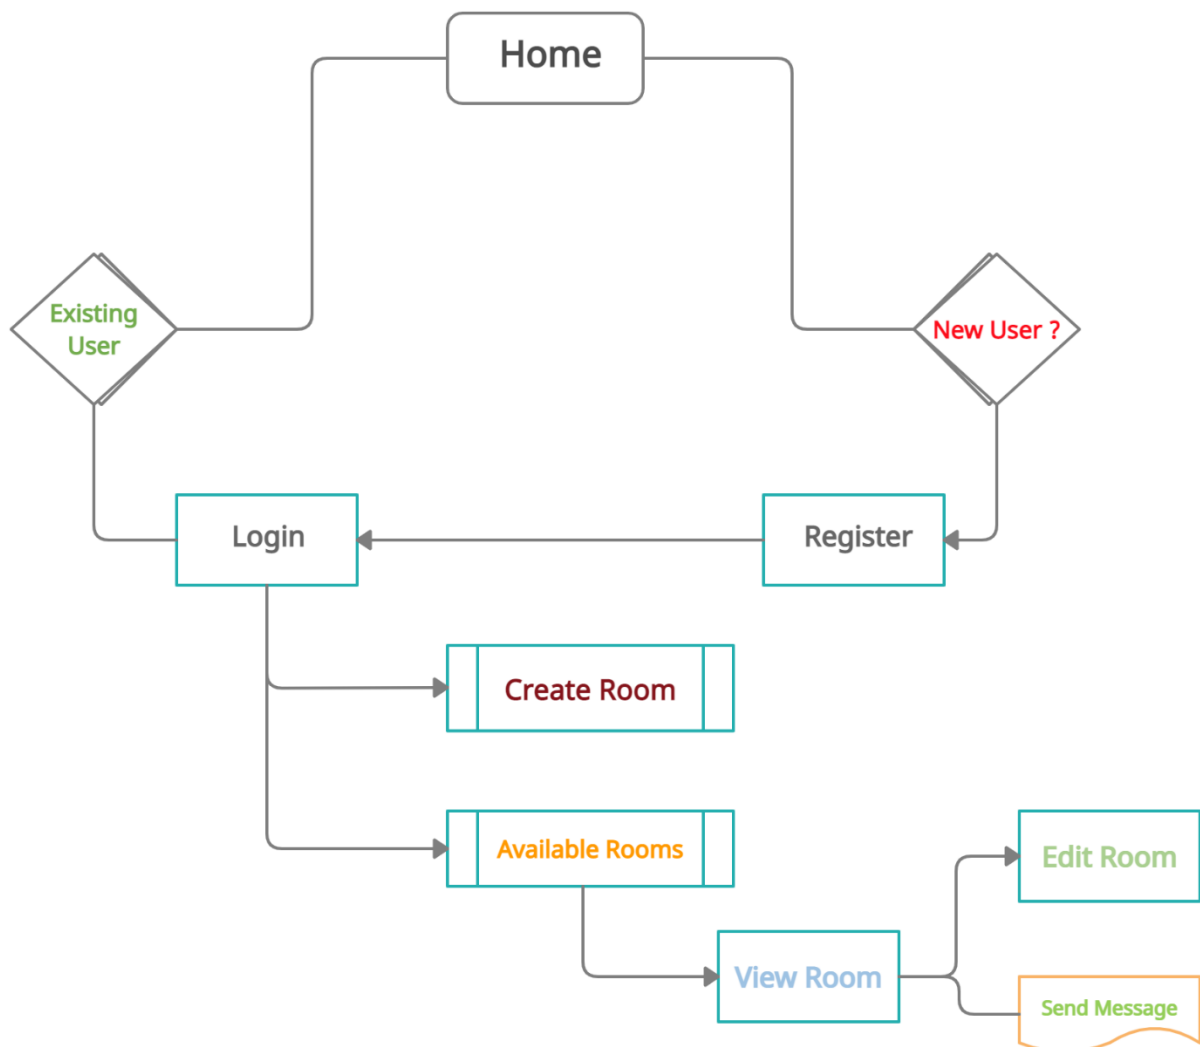 Home
Existing
User
New User ?
Login
Register
Create Room
Available Rooms
Edit Room
View Room
Send Message